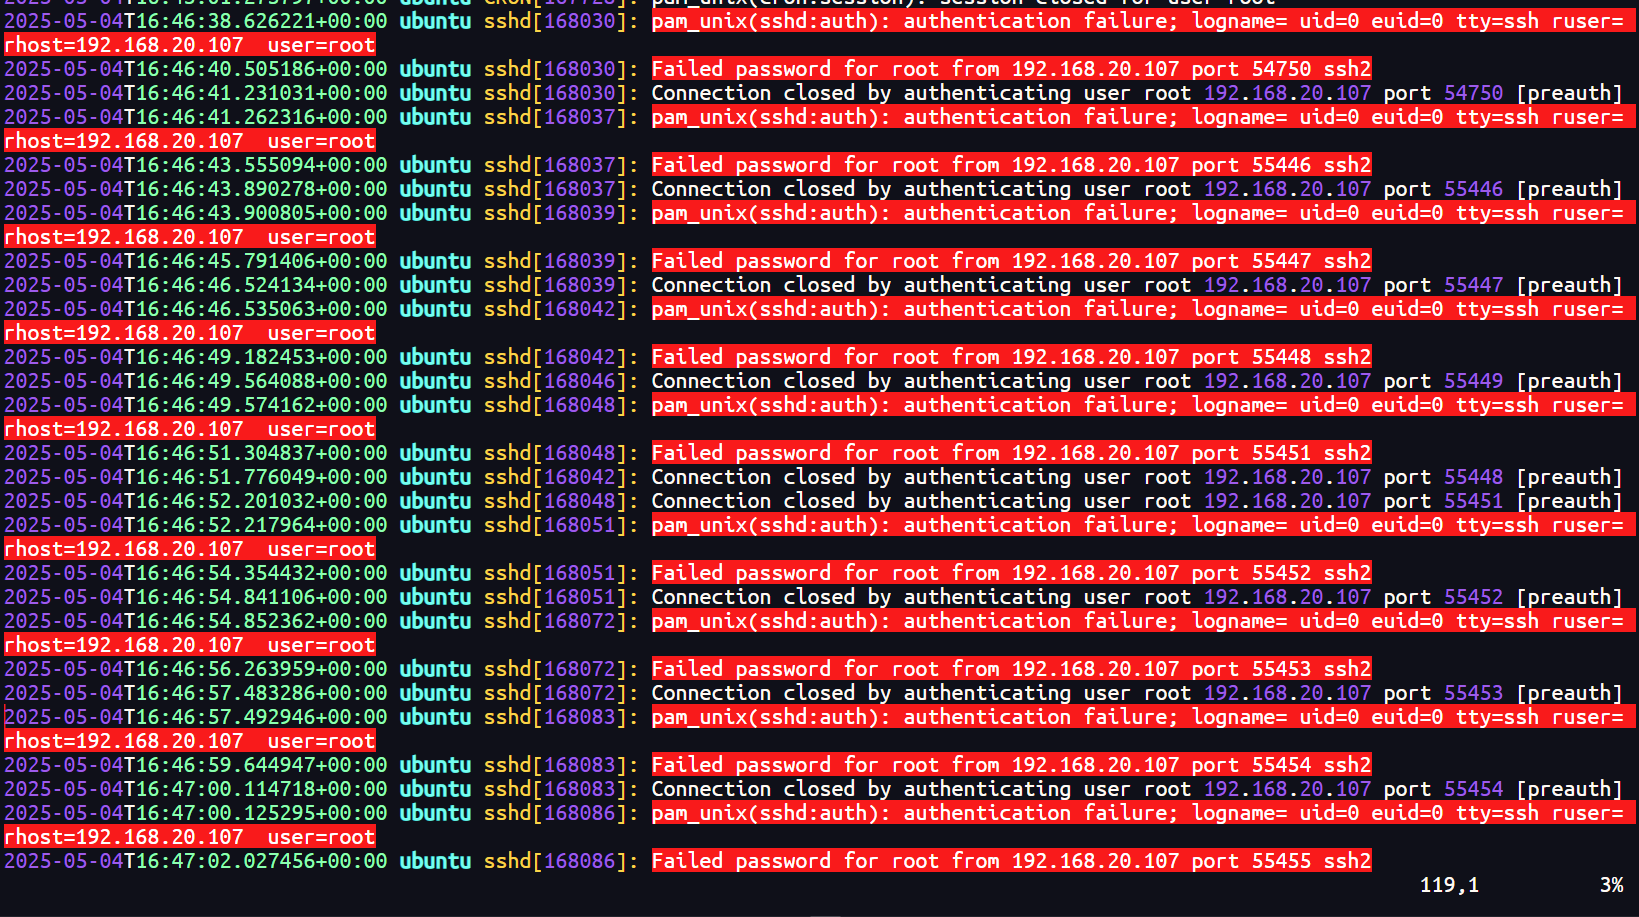 2025-05-04T16:46:38.626221+00:00 ubuntu sshd[168030]: pam_unix(sshd:auth): authentication failure; logname= uid=0 euid=0 tty=ssh ruser=
rhost=192.168.20.107  user=root
2025-05-04T16:46:40.505186+00:00 ubuntu sshd[168030]: Failed password for root from 192.168.20.107 port 54750 ssh2
2025-05-04T16:46:41.231031+00:00 ubuntu sshd[168030]: Connection closed by authenticating user root 192.168.20.107 port 54750 [preauth]
2025-05-04T16:46:41.262316+00:00 ubuntu sshd[168037]: pam_unix(sshd:auth): authentication failure; logname= uid=0 euid=0 tty=ssh ruser=
rhost=192.168.20.107  user=root
2025-05-04T16:46:43.555094+00:00 ubuntu sshd[168037]: Failed password for root from 192.168.20.107 port 55446 ssh2
2025-05-04T16:46:43.890278+00:00 ubuntu sshd[168037]: Connection closed by authenticating user root 192.168.20.107 port 55446 [preauth]
2025-05-04T16:46:43.900805+00:00 ubuntu sshd[168039]: pam_unix(sshd:auth): authentication failure; logname= uid=0 euid=0 tty=ssh ruser=
rhost=192.168.20.107  user=root
2025-05-04T16:46:45.791406+00:00 ubuntu sshd[168039]: Failed password for root from 192.168.20.107 port 55447 ssh2
2025-05-04T16:46:46.524134+00:00 ubuntu sshd[168039]: Connection closed by authenticating user root 192.168.20.107 port 55447 [preauth]
2025-05-04T16:46:46.535063+00:00 ubuntu sshd[168042]: pam_unix(sshd:auth): authentication failure; logname= uid=0 euid=0 tty=ssh ruser=
rhost=192.168.20.107  user=root
2025-05-04T16:46:49.182453+00:00 ubuntu sshd[168042]: Failed password for root from 192.168.20.107 port 55448 ssh2
2025-05-04T16:46:49.564088+00:00 ubuntu sshd[168046]: Connection closed by authenticating user root 192.168.20.107 port 55449 [preauth]
2025-05-04T16:46:49.574162+00:00 ubuntu sshd[168048]: pam_unix(sshd:auth): authentication failure; logname= uid=0 euid=0 tty=ssh ruser=
rhost=192.168.20.107  user=root
2025-05-04T16:46:51.304837+00:00 ubuntu sshd[168048]: Failed password for root from 192.168.20.107 port 55451 ssh2
2025-05-04T16:46:51.776049+00:00 ubuntu sshd[168042]: Connection closed by authenticating user root 192.168.20.107 port 55448 [preauth]
2025-05-04T16:46:52.201032+00:00 ubuntu sshd[168048]: Connection closed by authenticating user root 192.168.20.107 port 55451 [preauth]
2025-05-04T16:46:52.217964+00:00 ubuntu sshd[168051]: pam_unix(sshd:auth): authentication failure; logname= uid=0 euid=0 tty=ssh ruser=
rhost=192.168.20.107  user=root
2025-05-04T16:46:54.354432+00:00 ubuntu sshd[168051]: Failed password for root from 192.168.20.107 port 55452 ssh2
2025-05-04T16:46:54.841106+00:00 ubuntu sshd[168051]: Connection closed by authenticating user root 192.168.20.107 port 55452 [preauth]
2025-05-04T16:46:54.852362+00:00 ubuntu sshd[168072]: pam_unix(sshd:auth): authentication failure; logname= uid=0 euid=0 tty=ssh ruser=
rhost=192.168.20.107  user=root
2025-05-04T16:46:56.263959+00:00 ubuntu sshd[168072]: Failed password for root from 192.168.20.107 port 55453 ssh2
2025-05-04T16:46:57.483286+00:00 ubuntu sshd[168072]: Connection closed by authenticating user root 192.168.20.107 port 55453 [preauth]
2025-05-04T16:46:57.492946+00:00 ubuntu sshd[168083]: pam_unix(sshd:auth): authentication failure; logname= uid=0 euid=0 tty=ssh ruser=
rhost=192.168.20.107  user=root
2025-05-04T16:46:59.644947+00:00 ubuntu sshd[168083]: Failed password for root from 192.168.20.107 port 55454 ssh2
2025-05-04T16:47:00.114718+00:00 ubuntu sshd[168083]: Connection closed by authenticating user root 192.168.20.107 port 55454 [preauth]
2025-05-04T16:47:00.125295+00:00 ubuntu sshd[168086]: pam_unix(sshd:auth): authentication failure; logname= uid=0 euid=0 tty=ssh ruser=
rhost=192.168.20.107  user=root
2025-05-04T16:47:02.027456+00:00 ubuntu sshd[168086]: Failed password for root from 192.168.20.107 port 55455 ssh2
119,1 3%